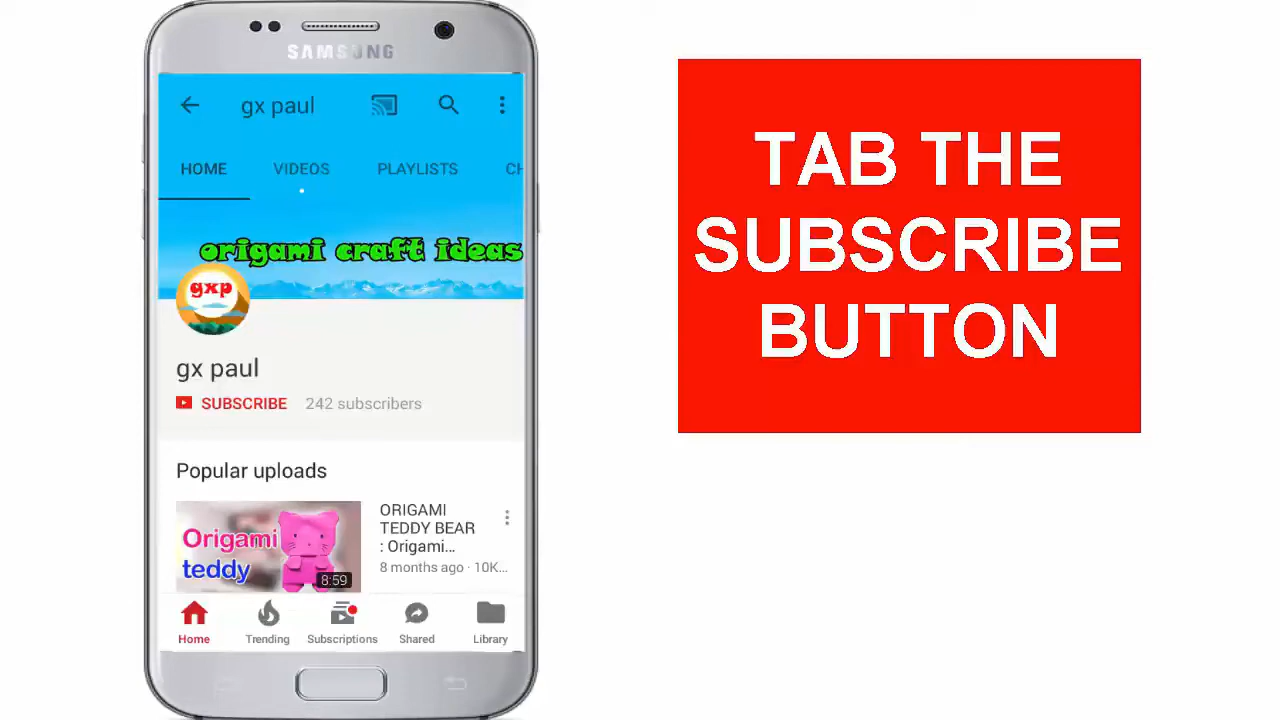 SAMSUNG
gx paul
HOME VIDEOS PLAYLISTS CH
origami craft ideas
gxp
gx paul
SUBSCRIBE 242 subscribers
Popular uploads
Origami
teddy
8:59
ORIGAMI
TEDDY BEAR
: Origami...
8 months ago · 10K...
Home Trending Subscriptions Shared Library
TAB THE
SUBSCRIBE
BUTTON